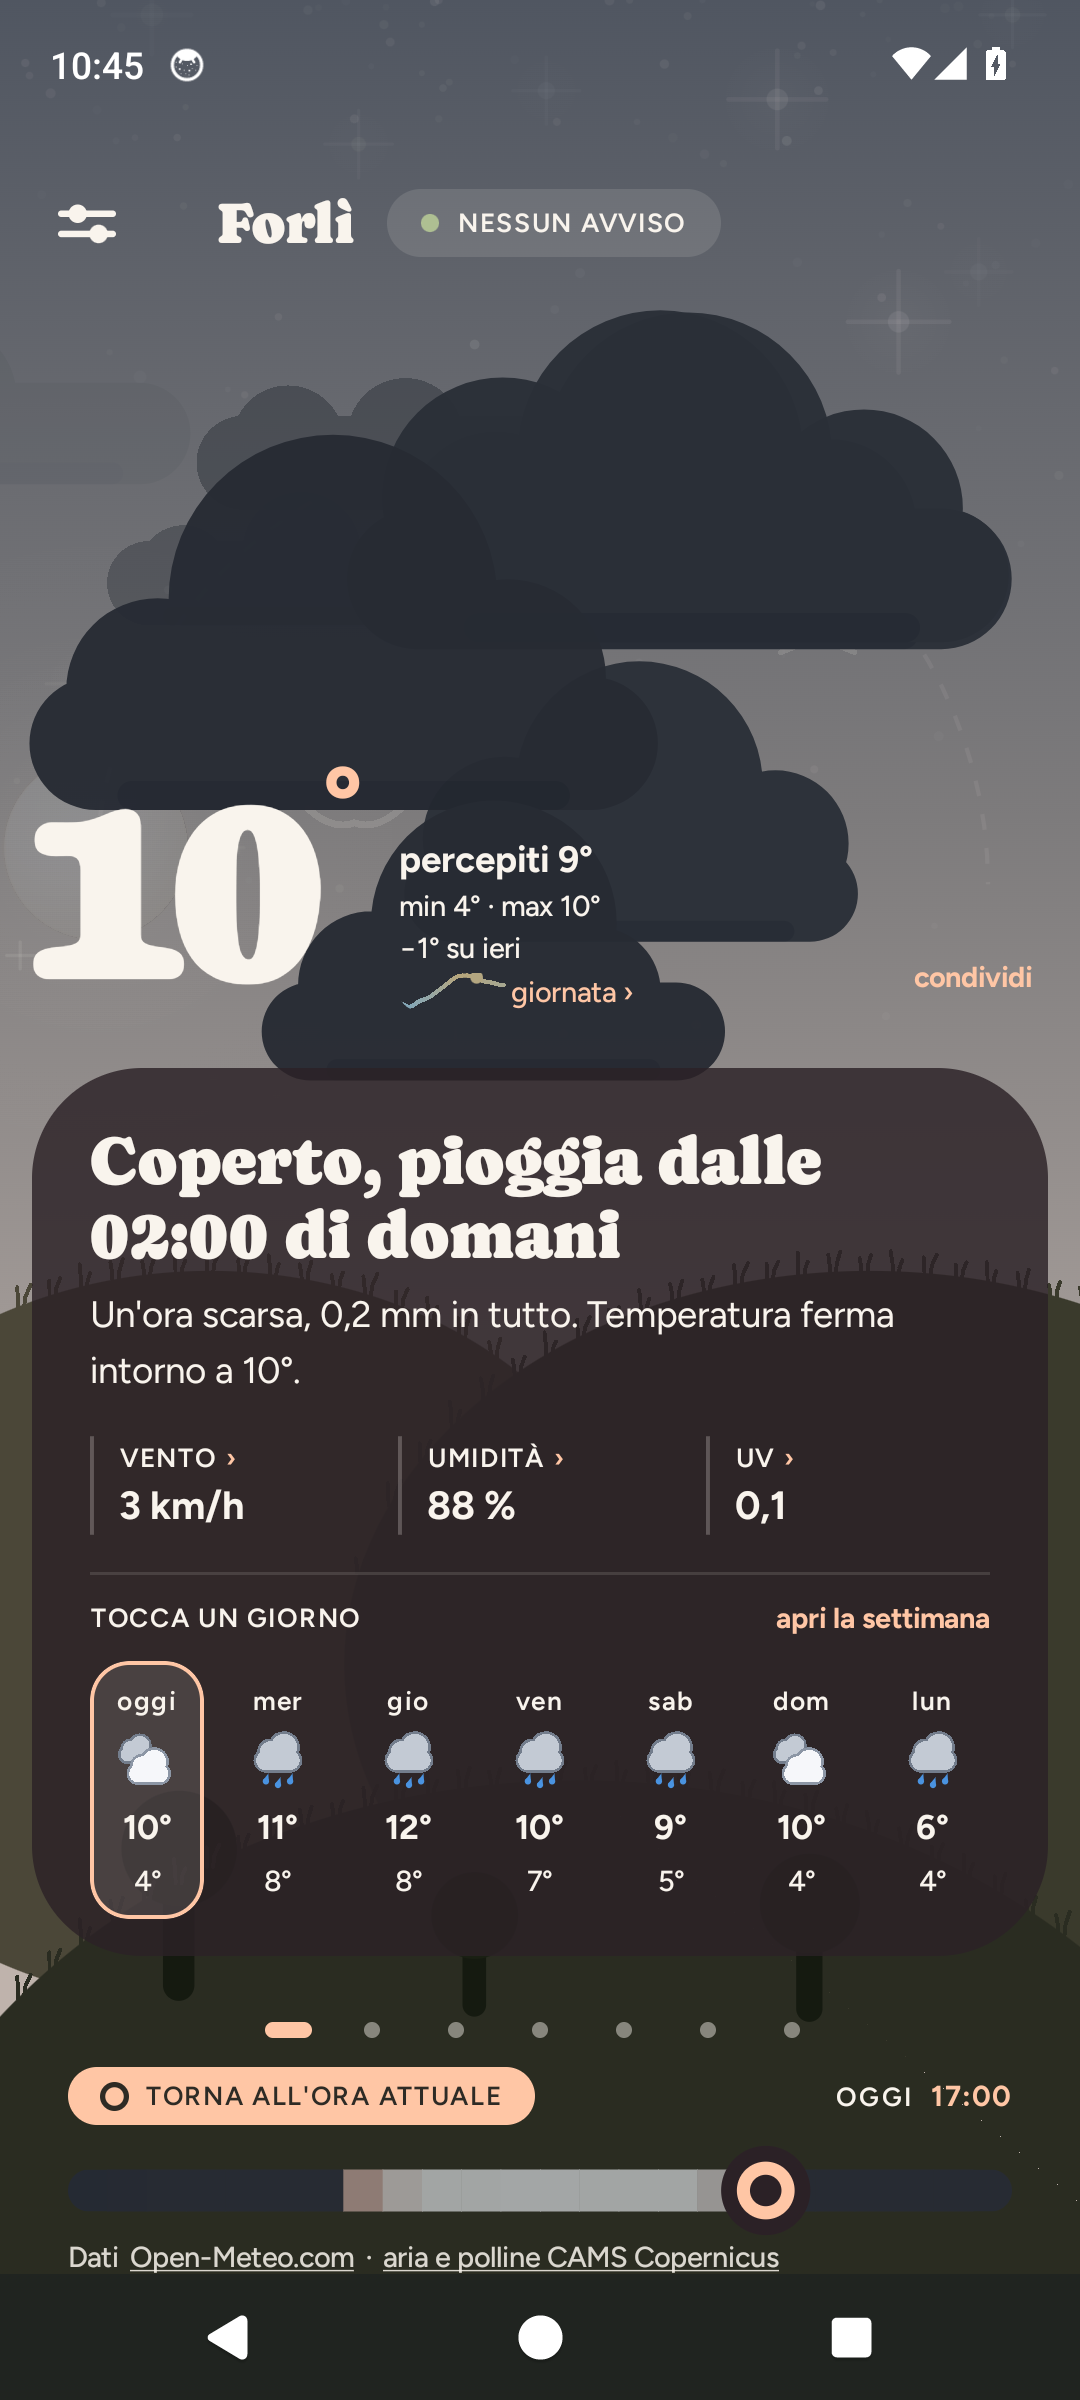 10:45
Forlì
NESSUN AVVISO
10
percepiti 9°
min 4° · max 10°
−1° su ieri
giornata ›
condividi
Coperto, pioggia dalle
02:00 di domani
Un'ora scarsa, 0,2 mm in tutto. Temperatura ferma
intorno a 10°.
VENTO › UMIDITÀ › UV ›
3 km/h 88 % 0,1
TOCCA UN GIORNO apri la settimana
oggi mer gio ven sab dom lun
10° 11° 12° 10° 9° 10° 6°
4° 8° 8° 7° 5° 4° 4°
TORNA ALL'ORA ATTUALE OGGI 17:00
Dati Open-Meteo.com · aria e polline CAMS Copernicus